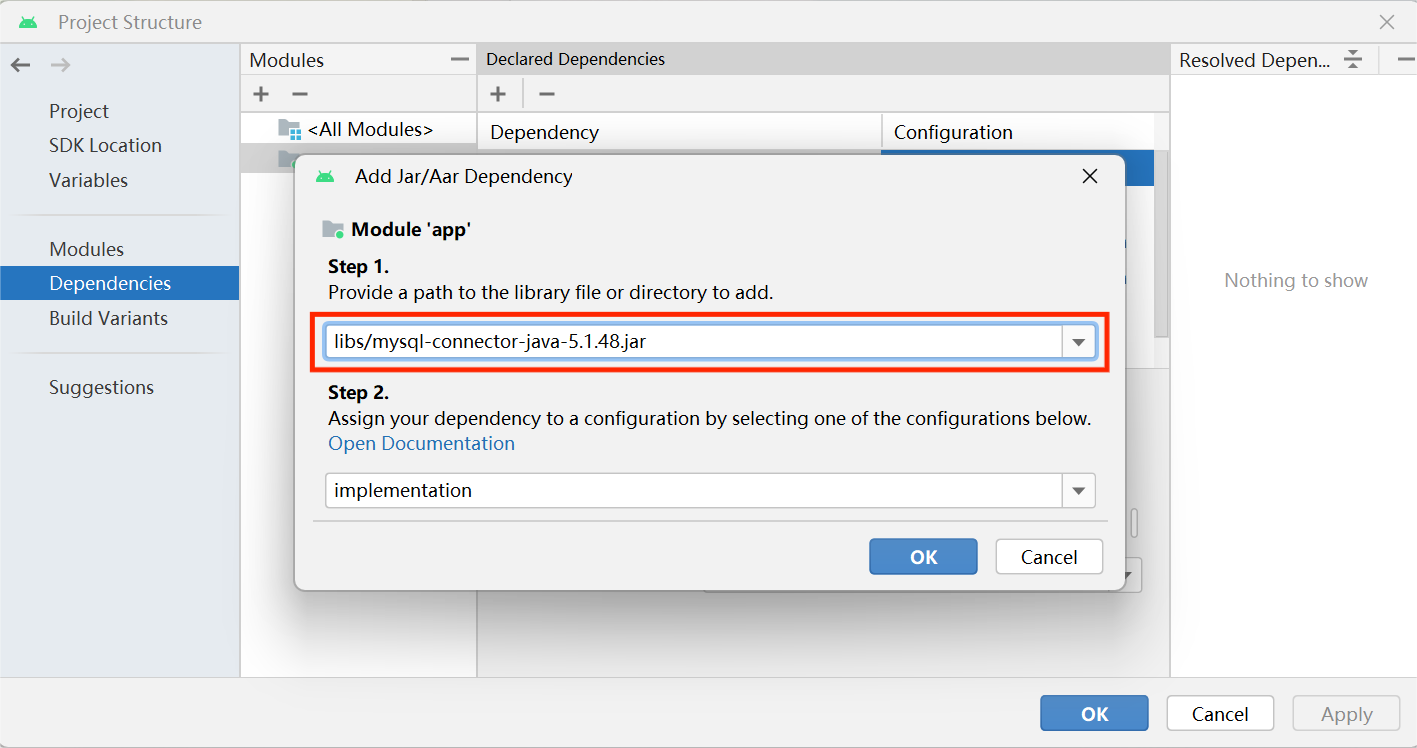 Project Structure
Project
SDK Location
Variables
Modules
Dependencies
Build Variants
Suggestions
Modules
<All Modules>
Declared Dependencies
Dependency
Configuration
Resolved Depen...
Nothing to show
Add Jar/Aar Dependency
Module 'app'
Step 1.
Provide a path to the library file or directory to add.
libs/mysql-connector-java-5.1.48.jar
Step 2.
Assign your dependency to a configuration by selecting one of the configurations below.
Open Documentation
implementation
OK
Cancel
OK
Cancel
Apply